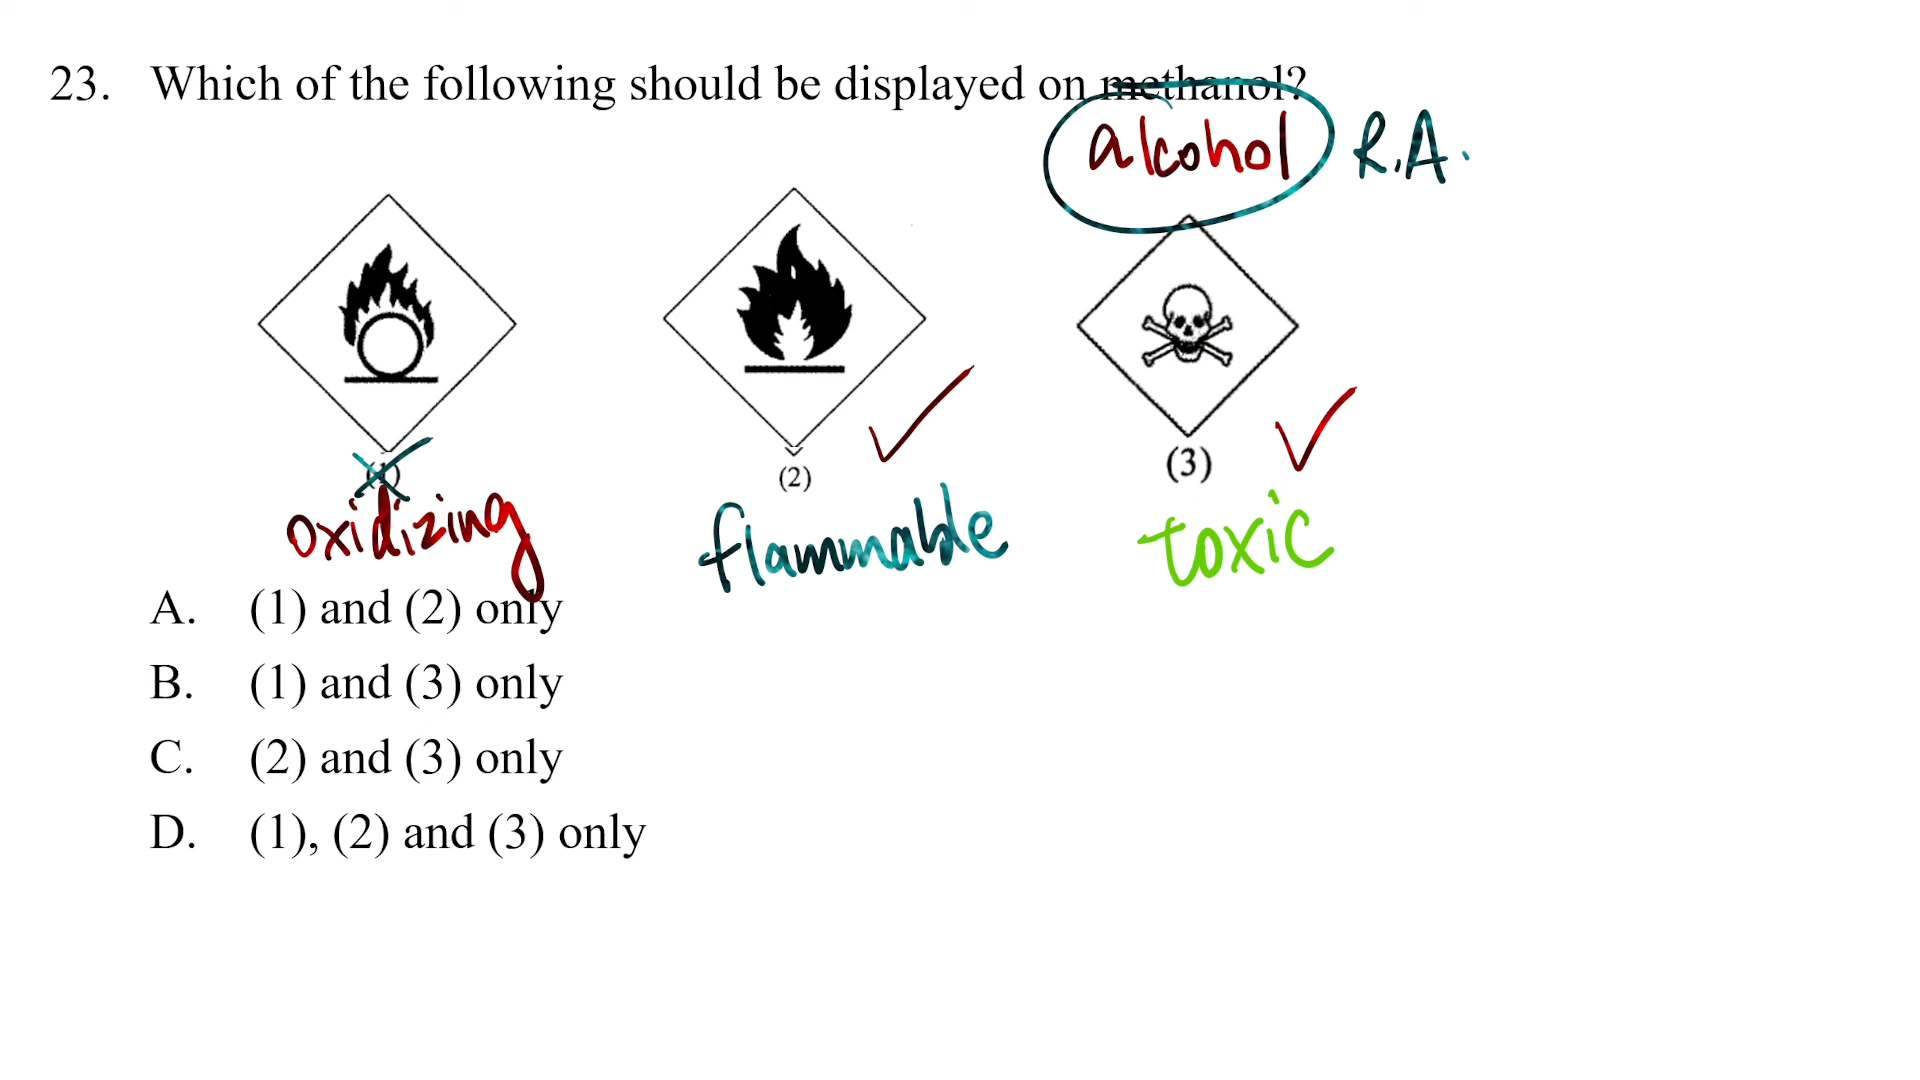 23. Which of the following should be displayed on methanol?
alcohol R.A.
(1) (2) (3)
oxidizing flammable toxic
A. (1) and (2) only
B. (1) and (3) only
C. (2) and (3) only
D. (1), (2) and (3) only